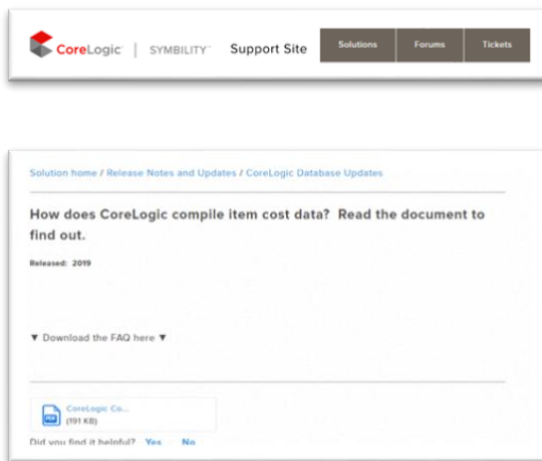 CoreLogic | SYMBILITY Support Site Solutions Forums Tickets
Solution home / Release Notes and Updates / CoreLogic Database Updates
How does CoreLogic compile item cost data? Read the document to
find out.
Released: 2019
▼ Download the FAQ here ▼
PDF CoreLogic Co...
(191 KB)
Did you find it helpful? Yes No